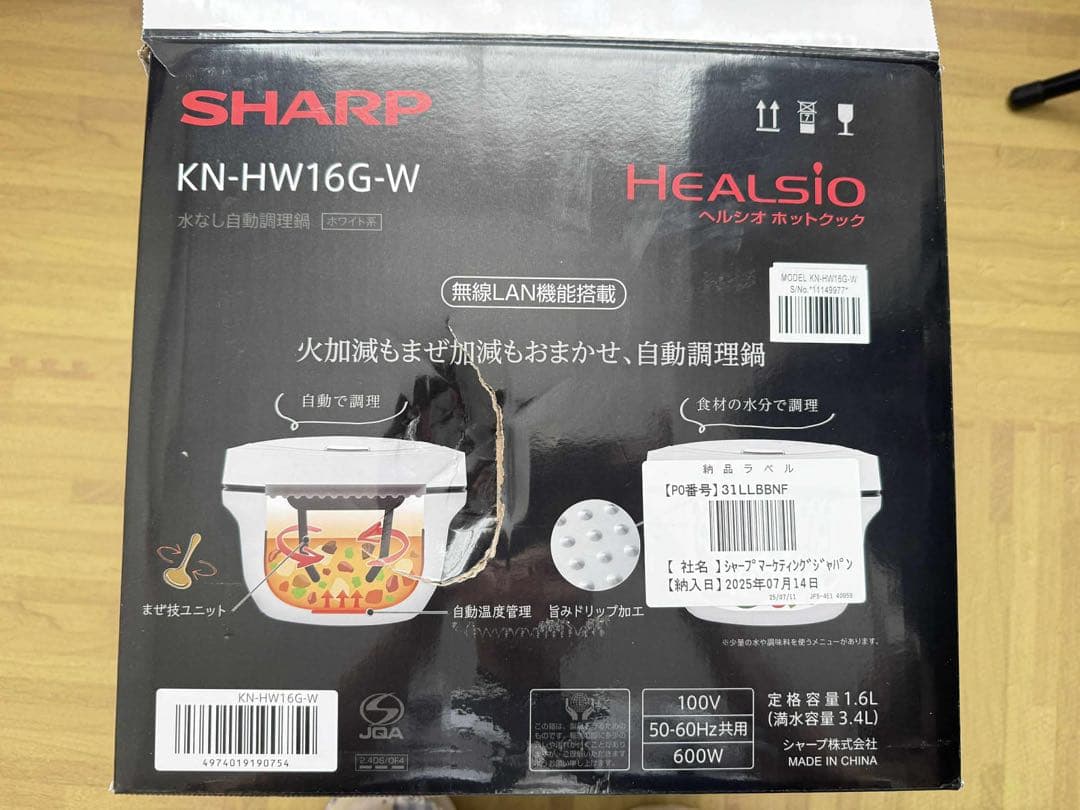 SHARP
KN-HW16G-W
水なし自動調理鍋 ホワイト系
7
HEALSiO
ヘルシオ ホットクック
MODEL KN-HW16G-W
S/No.*11149977*
無線LAN機能搭載
火加減もまぜ加減もおまかせ、自動調理鍋
自動で調理
食材の水分で調理
納品ラベル
【PO番号】31LLBBNF
【 社名 】シャープマーケティングジャパン
【納入日】2025年07月14日
25/07/11
まぜ技ユニット
自動温度管理
旨みドリップ加工
※少量の水や調味料を使うメニューがあります。
KN-HW16G-W
4974019190754
JQA
100V
50-60Hz共用
600W
定格容量1.6L
(満水容量3.4L)
シャープ株式会社
MADE IN CHINA